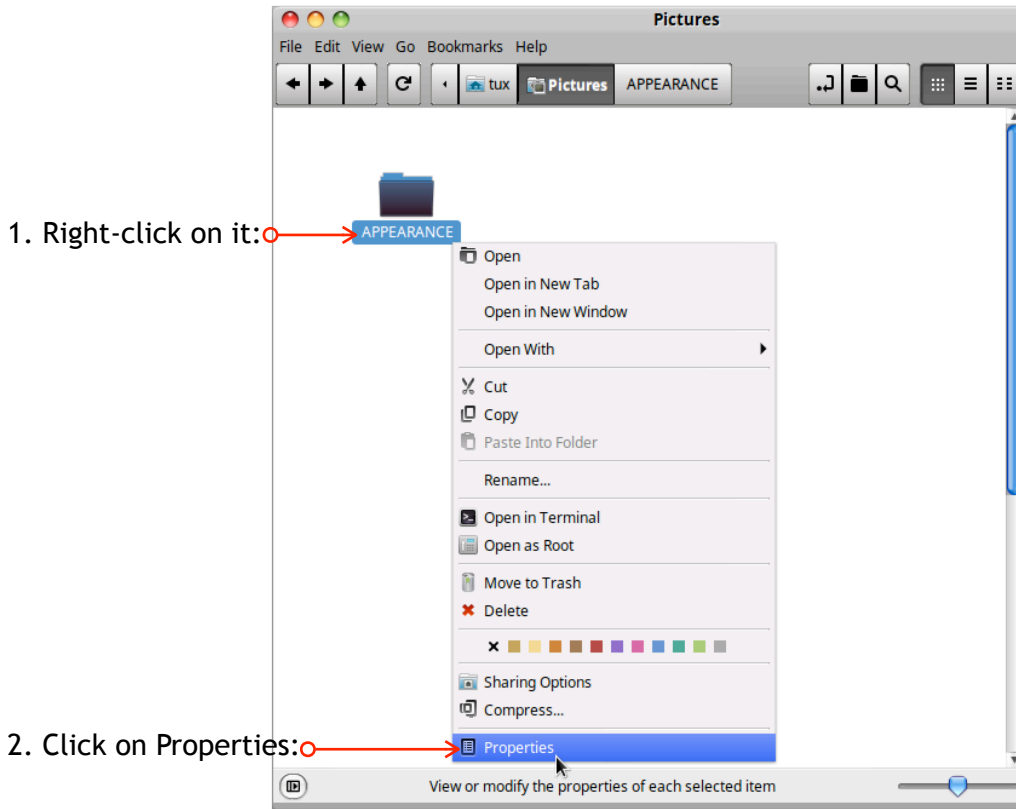 Pictures
File Edit View Go Bookmarks Help
tux Pictures APPEARANCE
1. Right-click on it:
APPEARANCE
Open
Open in New Tab
Open in New Window
Open With
Cut
Copy
Paste Into Folder
Rename...
Open in Terminal
Open as Root
Move to Trash
Delete
Sharing Options
Compress...
2. Click on Properties:
Properties
View or modify the properties of each selected item